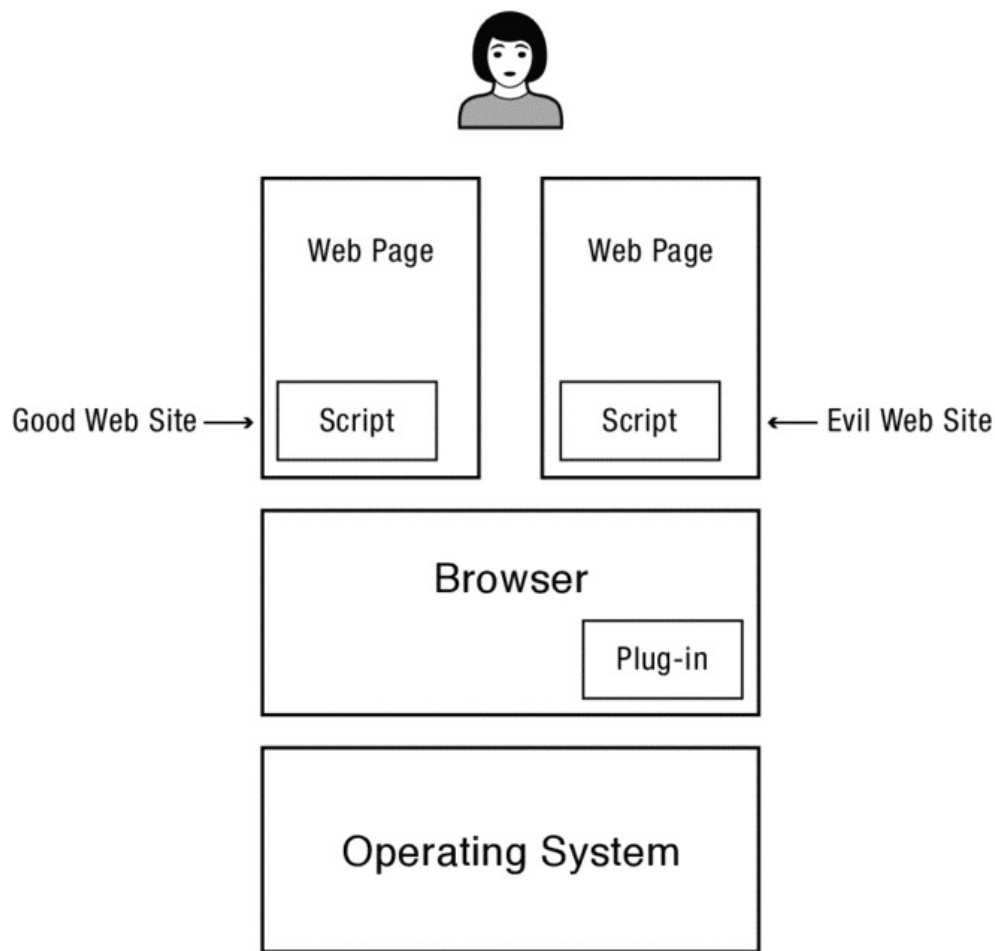 Web Page
Web Page
Good Web Site
Script
Script
Evil Web Site
Browser
Plug-in
Operating System